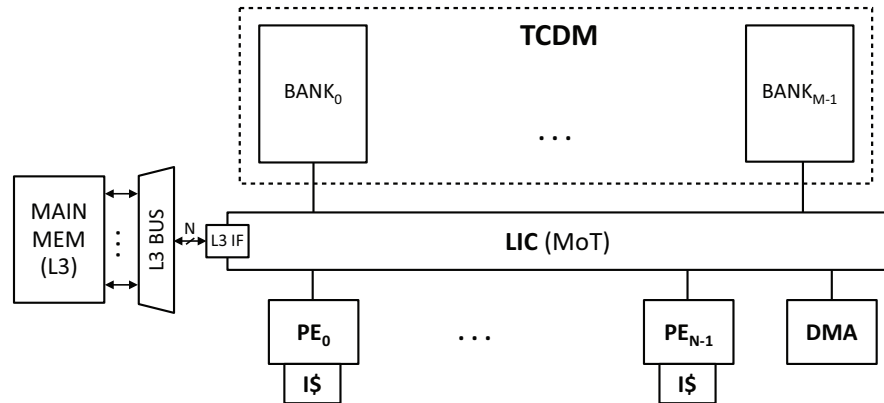 TCDM
BANK0
BANKM-1
. . .
MAIN
MEM
(L3)
L3 BUS
N
L3 IF
LIC (MoT)
PE0
. . .
PEN-1
DMA
I$
I$